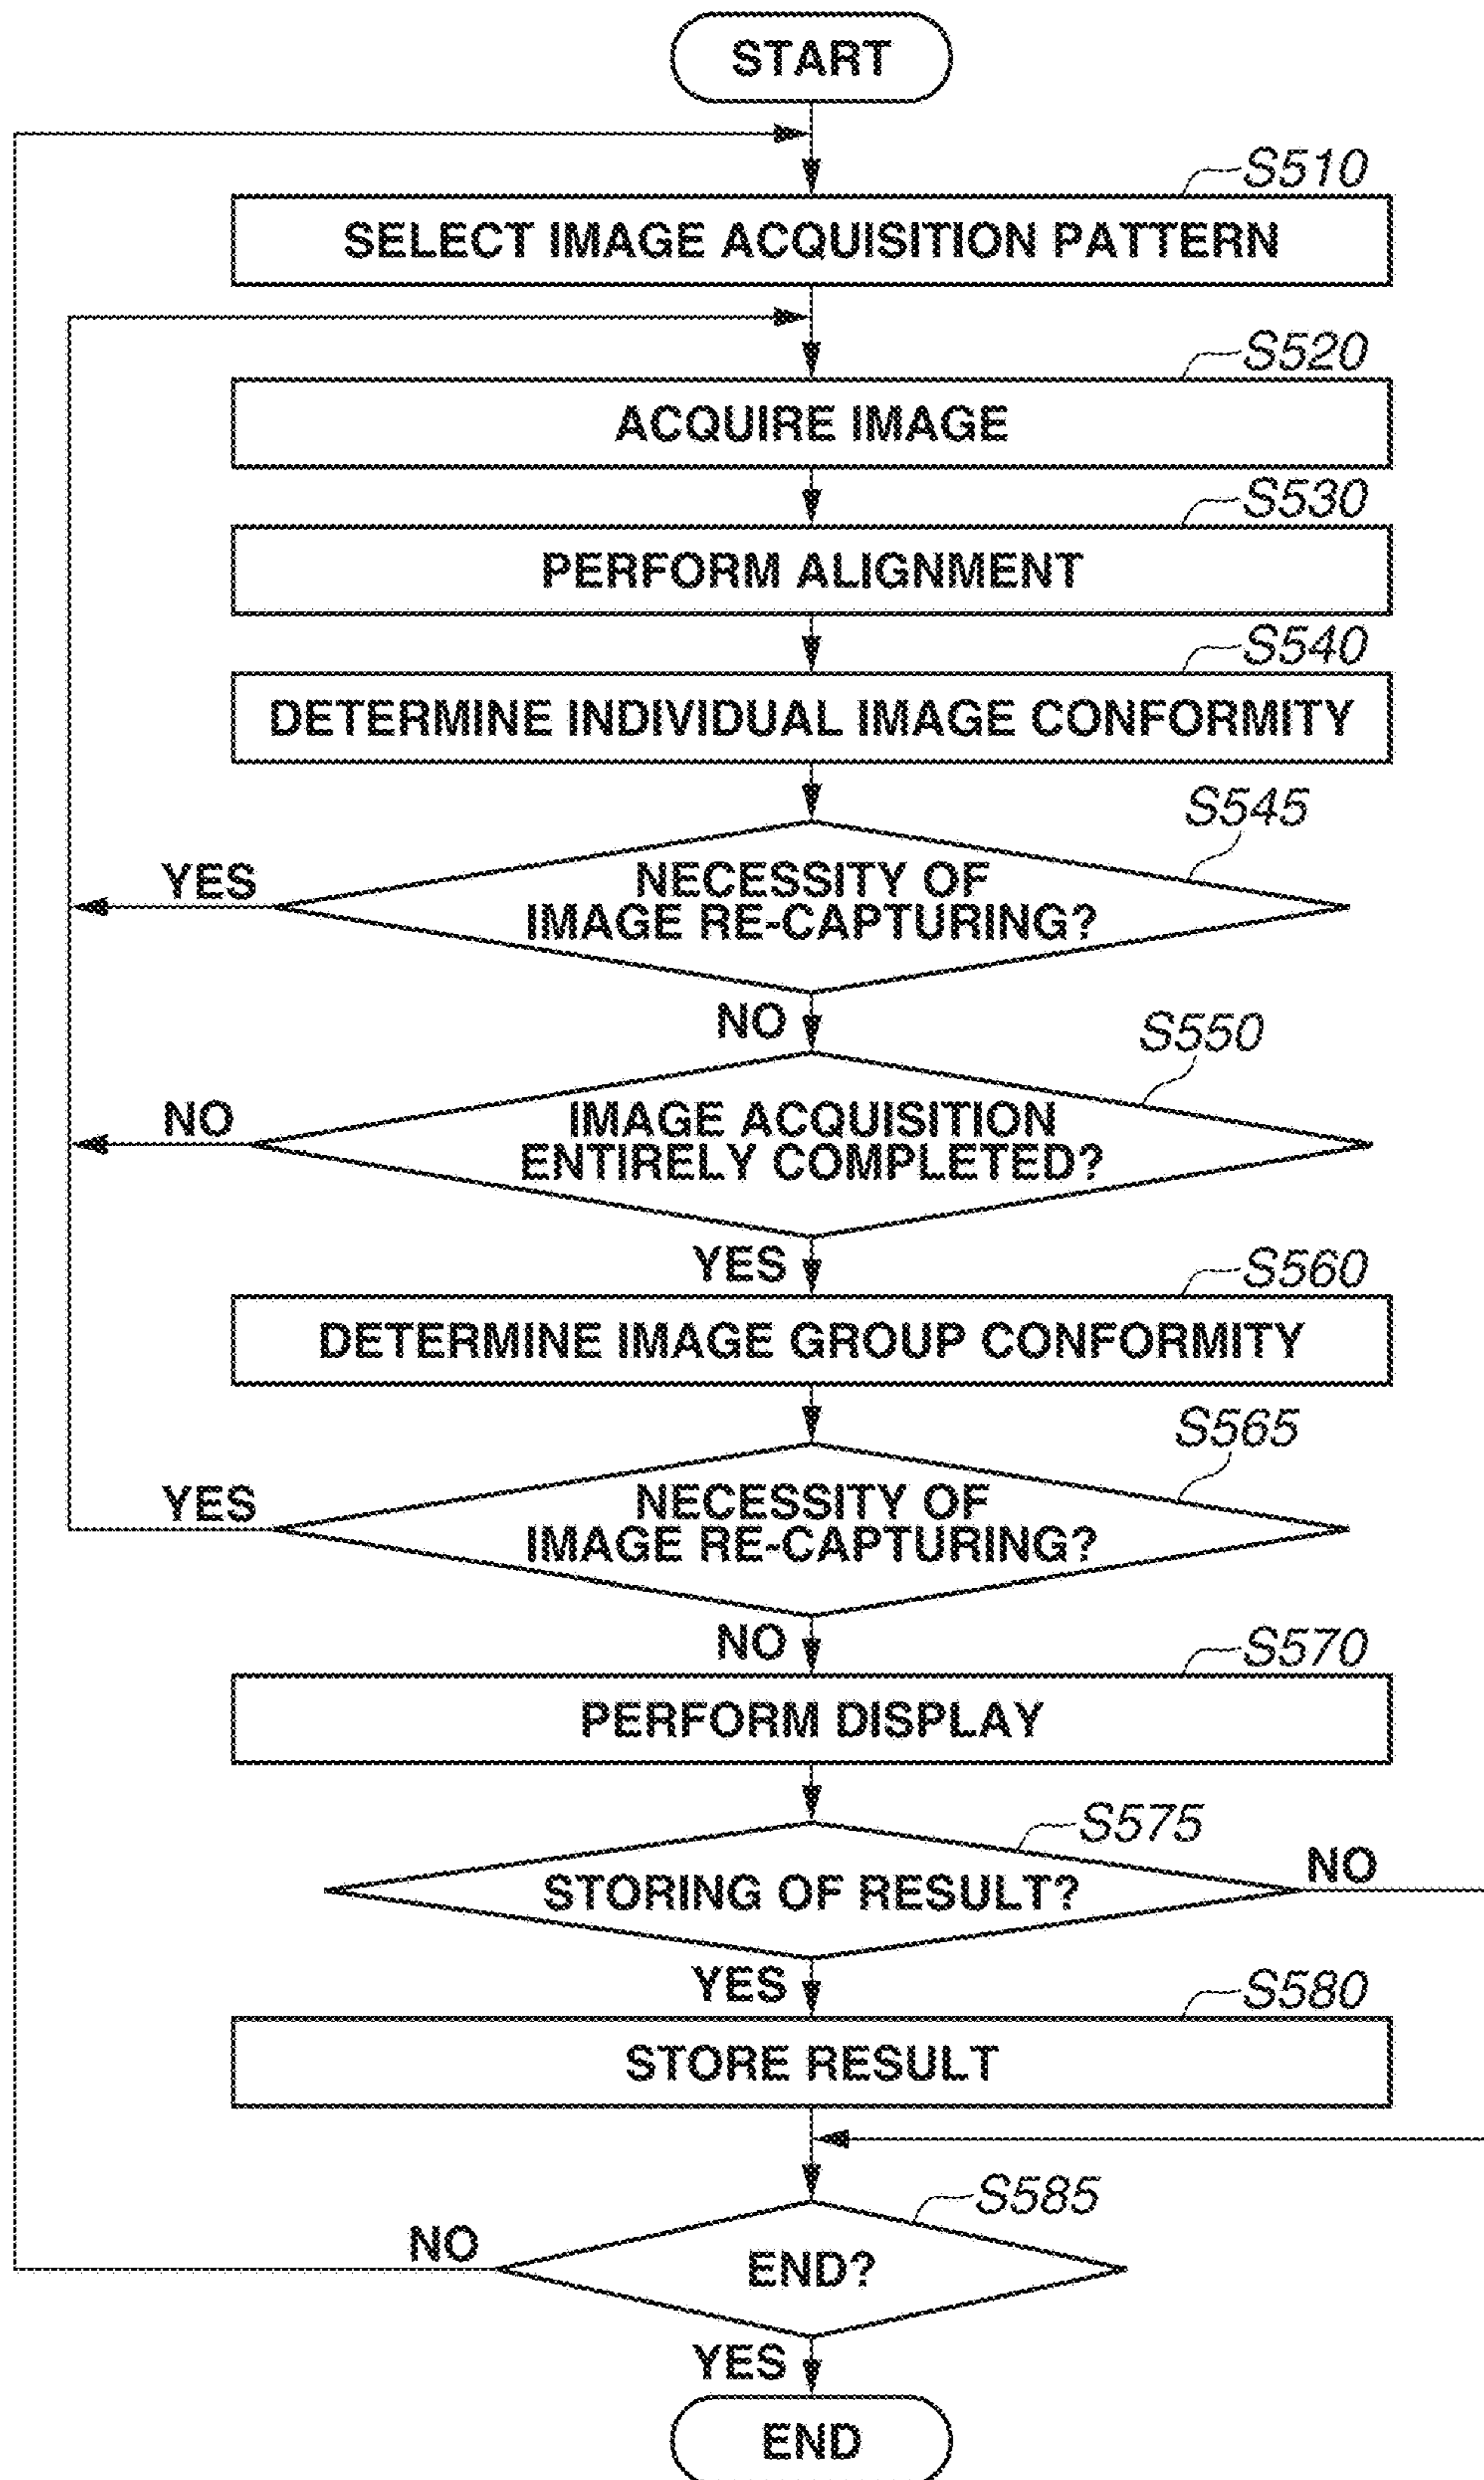 START
S510
SELECT IMAGE ACQUISITION PATTERN
S520
ACQUIRE IMAGE
S530
PERFORM ALIGNMENT
S540
DETERMINE INDIVIDUAL IMAGE CONFORMITY
S545
YES
NECESSITY OF
IMAGE RE-CAPTURING?
NO
S550
NO
IMAGE ACQUISITION
ENTIRELY COMPLETED?
YES
S560
DETERMINE IMAGE GROUP CONFORMITY
S565
YES
NECESSITY OF
IMAGE RE-CAPTURING?
NO
S570
PERFORM DISPLAY
S575
NO
STORING OF RESULT?
YES
S580
STORE RESULT
S585
NO
END?
YES
END